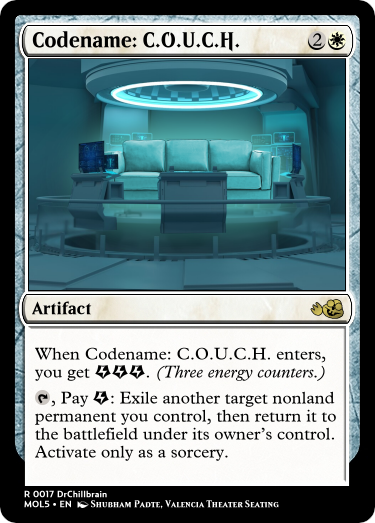 Codename: C.O.U.C.H. 2
Artifact
When Codename: C.O.U.C.H. enters,
you get . (Three energy counters.)
, Pay : Exile another target nonland
permanent you control, then return it to
the battlefield under its owner's control.
Activate only as a sorcery.
R 0017 DrChillbrain
MOL5 • EN Shubham Padte, Valencia Theater Seating